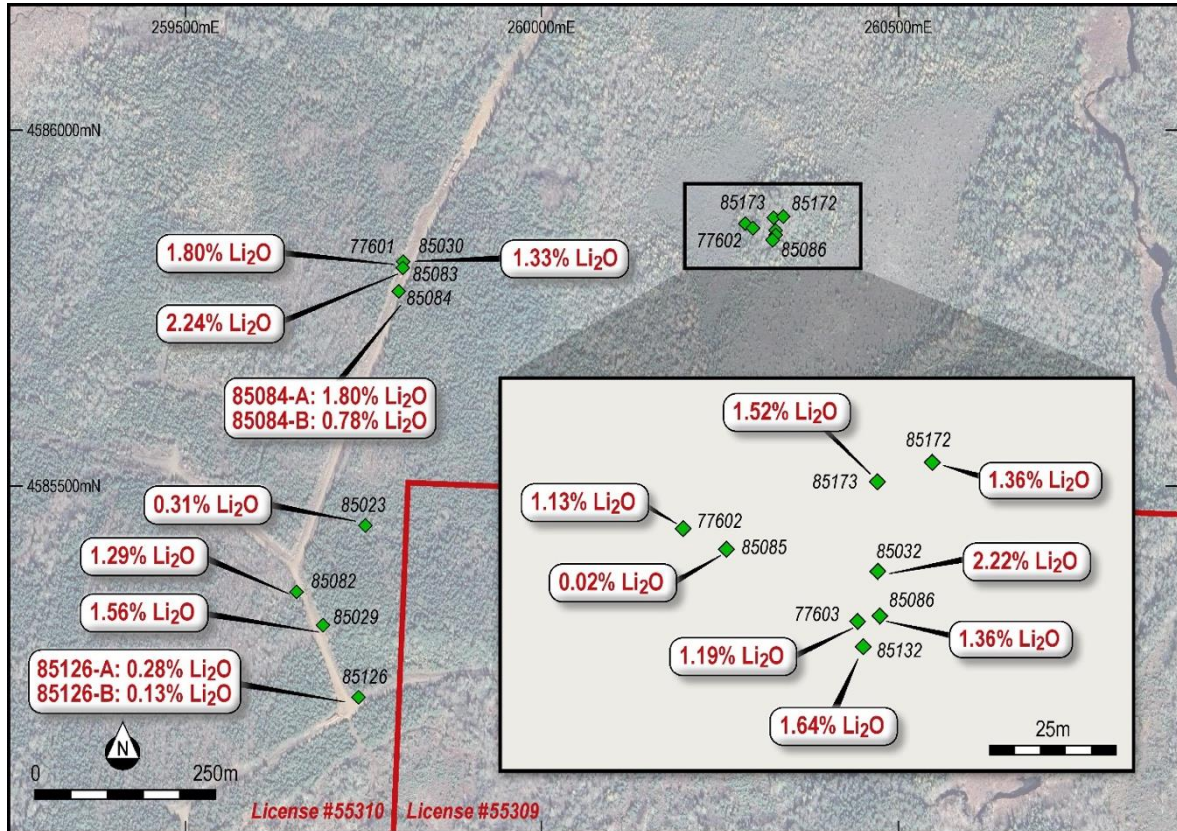 259500mE
260000mE
260500mE
4586000mN
85173
85172
77602
85086
1.80% Li2O
77601
85030
1.33% Li2O
85083
85084
2.24% Li2O
85084-A: 1.80% Li2O
85084-B: 0.78% Li2O
4585500mN
0.31% Li2O
85023
1.29% Li2O
85082
1.56% Li2O
85029
85126-A: 0.28% Li2O
85126-B: 0.13% Li2O
85126
N
0
250m
License #55310
License #55309
1.52% Li2O
85172
85173
1.36% Li2O
1.13% Li2O
77602
85085
0.02% Li2O
85032
2.22% Li2O
77603
85086
1.19% Li2O
1.36% Li2O
85132
1.64% Li2O
25m